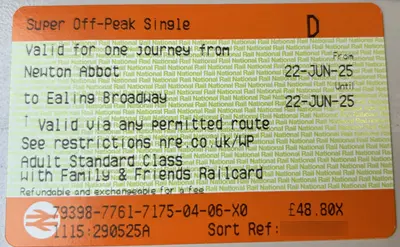 Super Off-Peak Single D
Valid for one journey from From
Newton Abbot 22-JUN-25
Until
to Ealing Broadway 22-JUN-25
↑ Valid via any permitted route
See restrictions nre.co.uk/WP
Adult Standard Class
with Family & Friends Railcard
Refundable and exchangeable for a fee
79398-7761-7175-04-06-X0 £48.80X
1115:290525A Sort Ref: